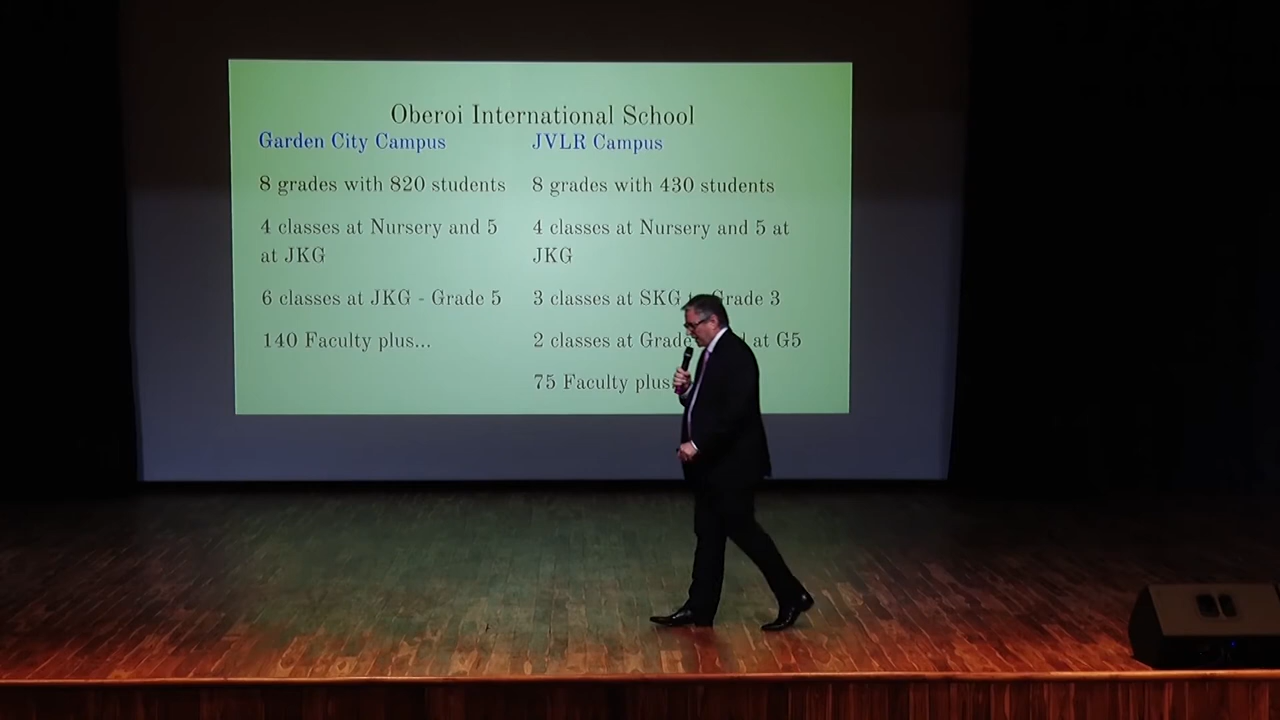 Oberoi International School
Garden City Campus
8 grades with 820 students
4 classes at Nursery and 5
at JKG
6 classes at JKG - Grade 5
140 Faculty plus...
JVLR Campus
8 grades with 430 students
4 classes at Nursery and 5 at
JKG
3 classes at SKG Grade 3
2 classes at Grade at G5
75 Faculty plus